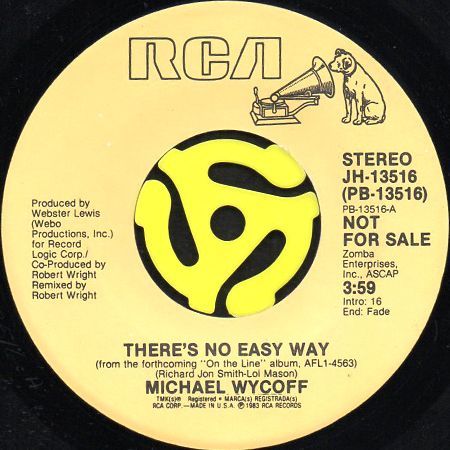 RCA
STEREO
JH-13516
(PB-13516)
PB-13516-A
NOT
FOR SALE
Zomba
Enterprises,
Inc., ASCAP
3:59
Intro: 16
End: Fade
Produced by
Webster Lewis
(Webo
Productions, Inc.)
for Record
Logic Corp./
Co-Produced by
Robert Wright
Remixed by
Robert Wright
THERE'S NO EASY WAY
(from the forthcoming "On the Line" album, AFL1-4563)
(Richard Jon Smith-Loi Mason)
MICHAEL WYCOFF
TMK(s)® Registered • MARCA(s) REGISTRADA(s)
RCA CORP.—MADE IN U.S.A. ℗ 1983 RCA RECORDS